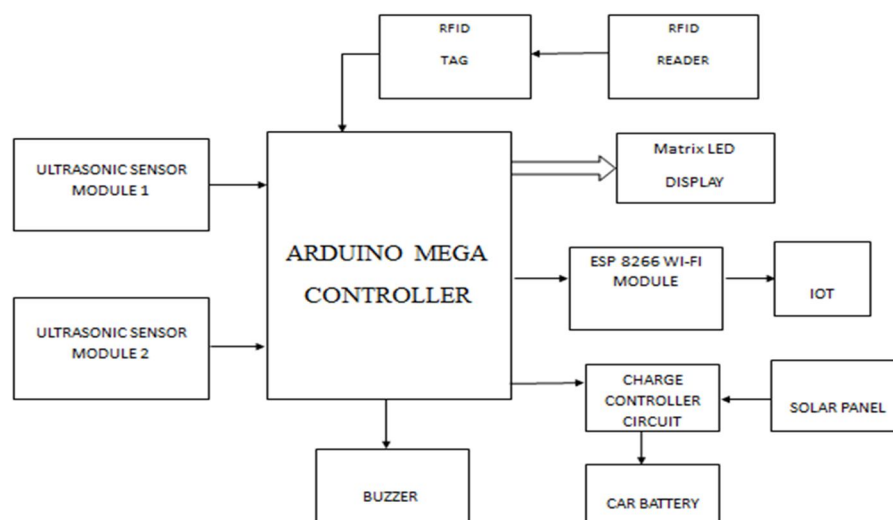 RFID
TAG
RFID
READER
ULTRASONIC SENSOR
MODULE 1
Matrix LED
DISPLAY
ARDUINO MEGA
CONTROLLER
ESP 8266 WI-FI
MODULE
IOT
ULTRASONIC SENSOR
MODULE 2
CHARGE
CONTROLLER
CIRCUIT
SOLAR PANEL
BUZZER
CAR BATTERY